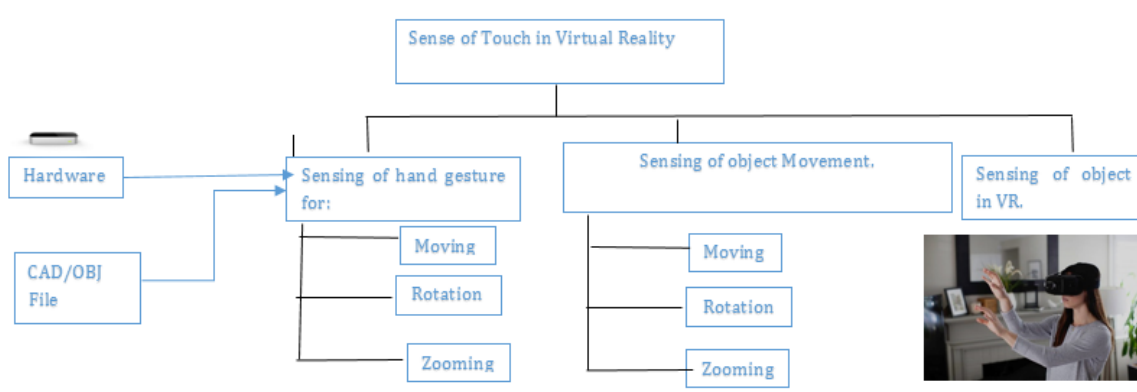 Sense of Touch in Virtual Reality
Hardware
Sensing of hand gesture
for:
Sensing of object Movement.
Sensing of object
in VR.
CAD/OBJ
File
Moving
Rotation
Zooming
Moving
Rotation
Zooming